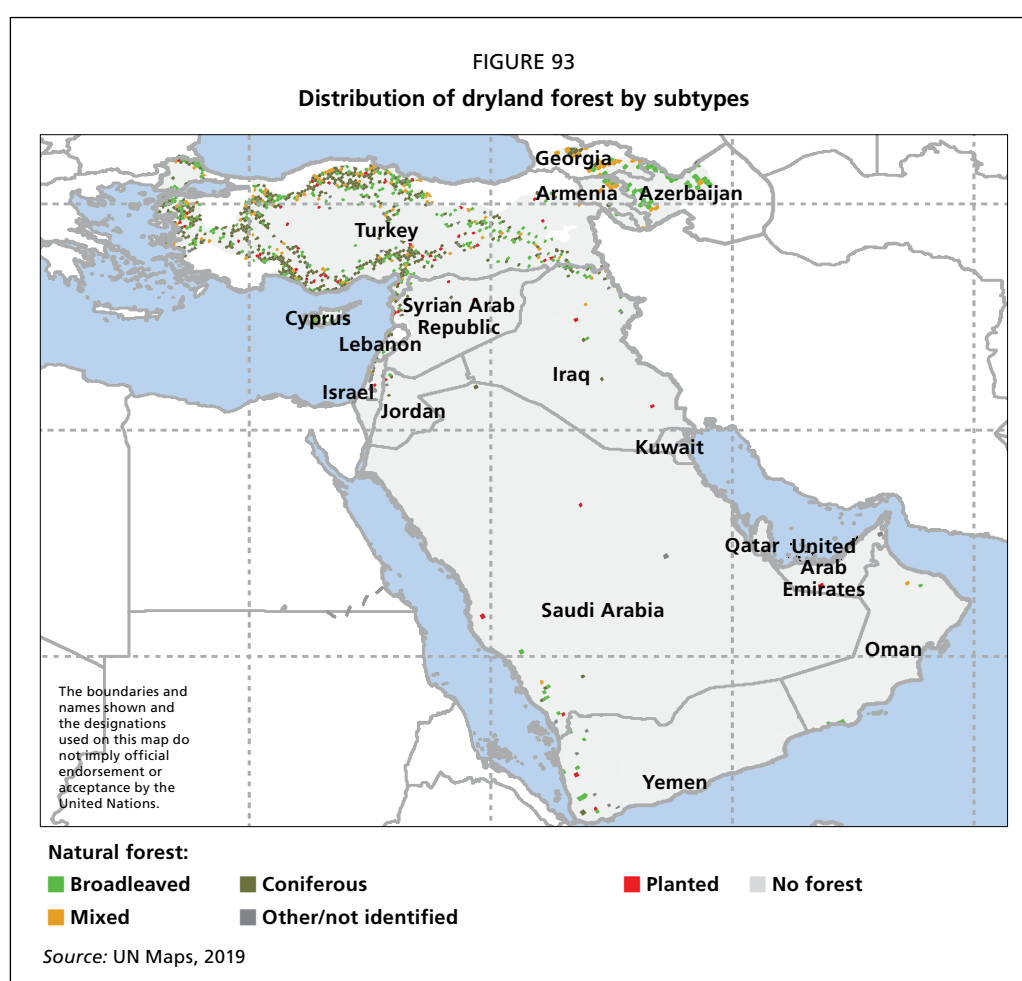 FIGURE 93
Distribution of dryland forest by subtypes
Georgia
Armenia
Azerbaijan
Turkey
Cyprus
Syrian Arab
Republic
Lebanon
Iraq
Israel
Jordan
Kuwait
Qatar
United
Arab
Emirates
Saudi Arabia
Oman
Yemen
The boundaries and
names shown and
the designations
used on this map do
not imply official
endorsement or
acceptance by the
United Nations.
Natural forest:
Broadleaved
Coniferous
Planted
No forest
Mixed
Other/not identified
Source: UN Maps, 2019